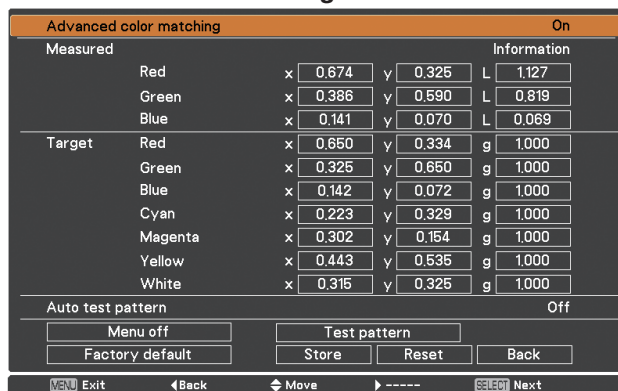 Advanced color matching On
Measured Information
Red x 0.674 y 0.325 L 1.127
Green x 0.386 y 0.590 L 0.819
Blue x 0.141 y 0.070 L 0.069
Target Red x 0.650 y 0.334 g 1.000
Green x 0.325 y 0.650 g 1.000
Blue x 0.142 y 0.072 g 1.000
Cyan x 0.223 y 0.329 g 1.000
Magenta x 0.302 y 0.154 g 1.000
Yellow x 0.443 y 0.535 g 1.000
White x 0.315 y 0.325 g 1.000
Auto test pattern Off
Menu off Test pattern
Factory default Store Reset Back
MENU Exit Back Move ----- SELECT Next